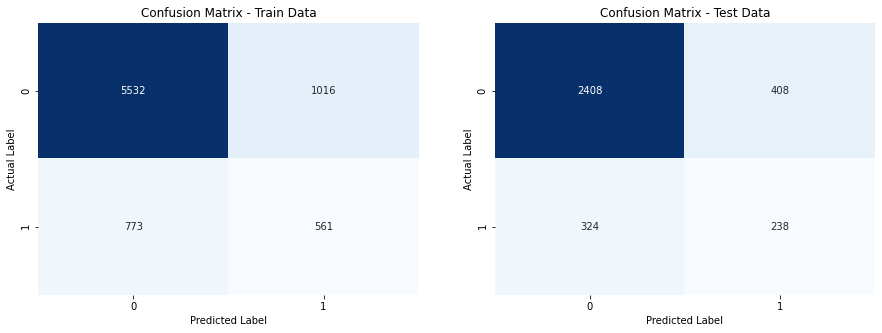 Confusion Matrix - Train Data
0
5532
1016
1
773
561
Actual Label
0
1
Predicted Label
Confusion Matrix - Test Data
0
2408
408
1
324
238
Actual Label
0
1
Predicted Label